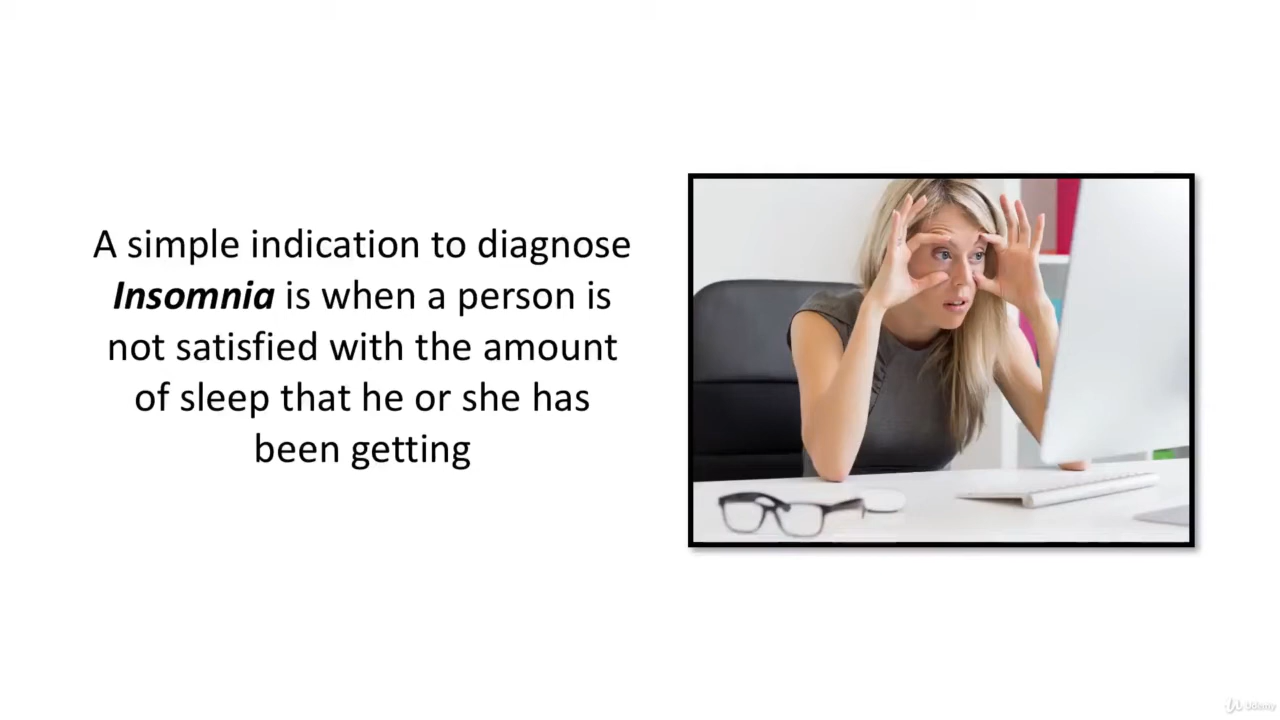 A simple indication to diagnose
Insomnia is when a person is
not satisfied with the amount
of sleep that he or she has
been getting
Udemy